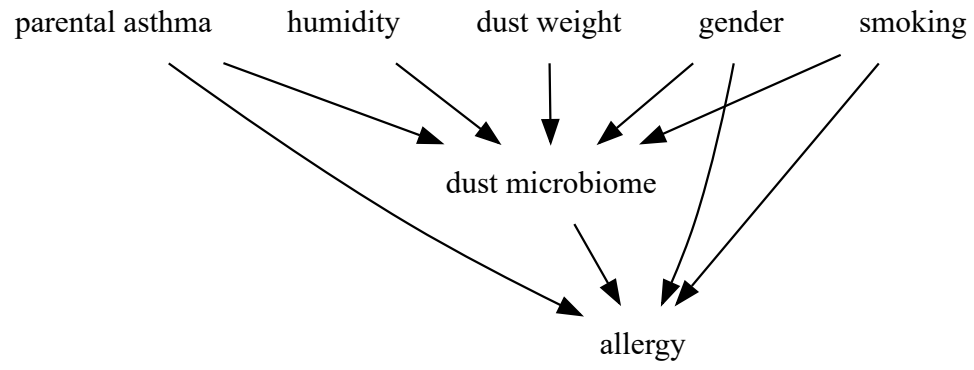 parental asthma humidity dust weight gender smoking
dust microbiome
allergy